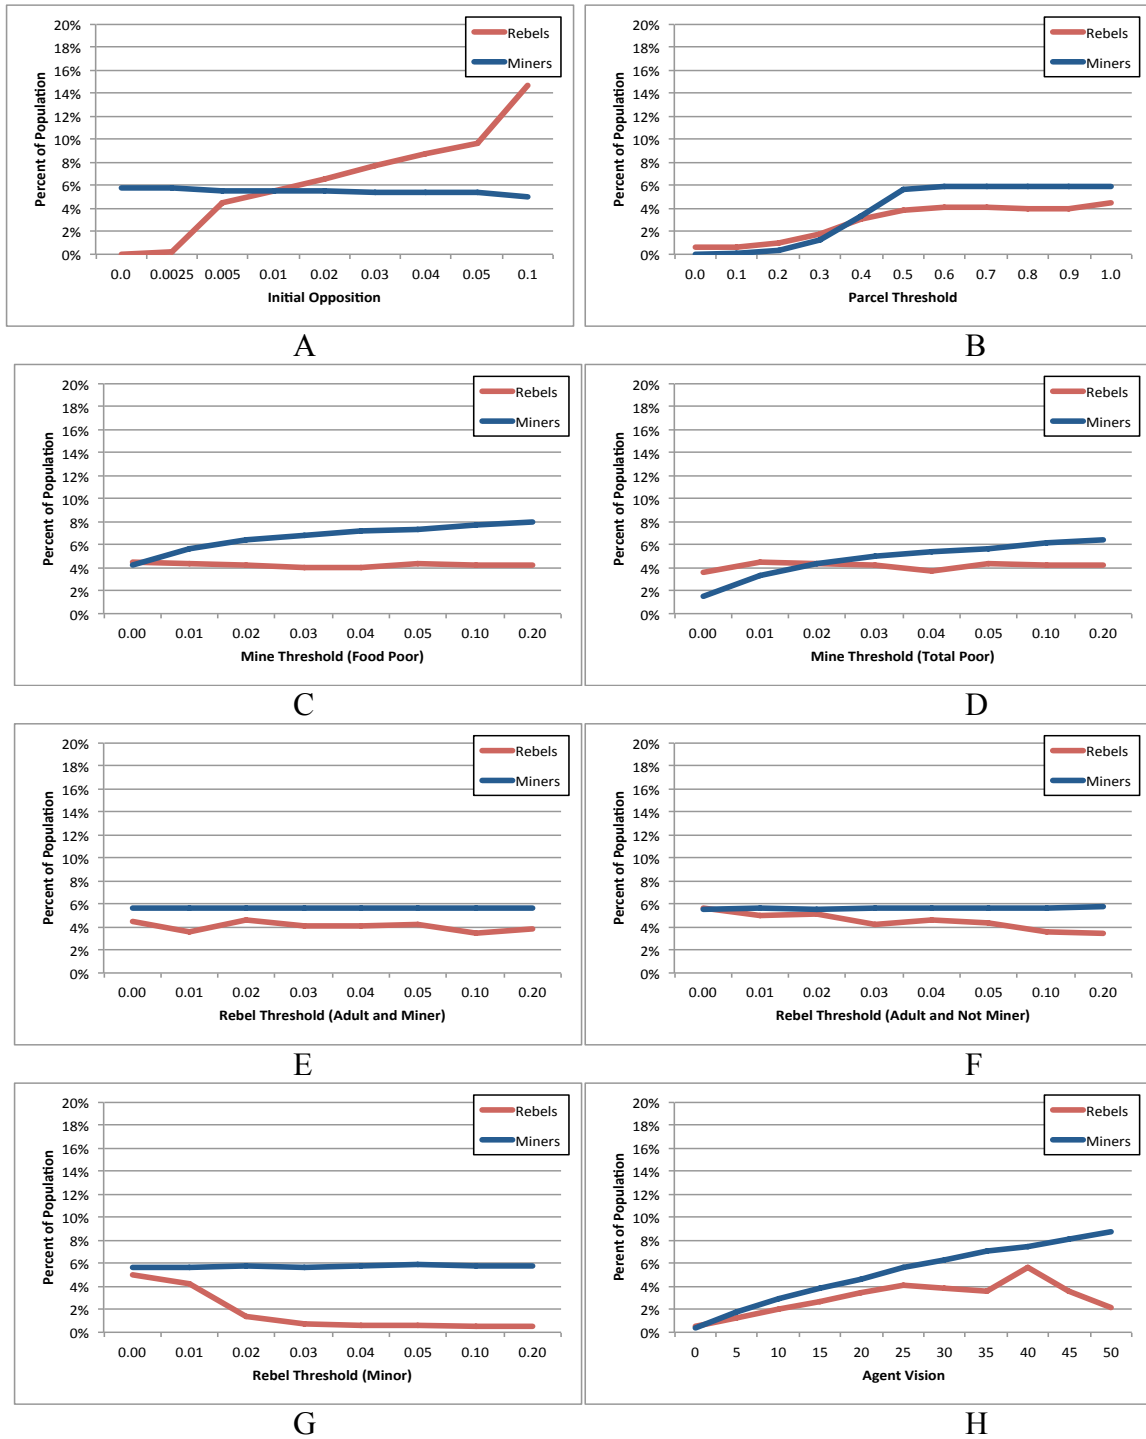 20%
18%
16%
14%
12%
10%
8%
6%
4%
2%
0%
Percent of Population
Rebels
Miners
0.0 0.0025 0.005 0.01 0.02 0.03 0.04 0.05 0.1
Initial Opposition
A
20%
18%
16%
14%
12%
10%
8%
6%
4%
2%
0%
Percent of Population
Rebels
Miners
0.0 0.1 0.2 0.3 0.4 0.5 0.6 0.7 0.8 0.9 1.0
Parcel Threshold
B
20%
18%
16%
14%
12%
10%
8%
6%
4%
2%
0%
Percent of Population
Rebels
Miners
0.00 0.01 0.02 0.03 0.04 0.05 0.10 0.20
Mine Threshold (Food Poor)
C
20%
18%
16%
14%
12%
10%
8%
6%
4%
2%
0%
Percent of Population
Rebels
Miners
0.00 0.01 0.02 0.03 0.04 0.05 0.10 0.20
Mine Threshold (Total Poor)
D
20%
18%
16%
14%
12%
10%
8%
6%
4%
2%
0%
Percent of Population
Rebels
Miners
0.00 0.01 0.02 0.03 0.04 0.05 0.10 0.20
Rebel Threshold (Adult and Miner)
E
20%
18%
16%
14%
12%
10%
8%
6%
4%
2%
0%
Percent of Population
Rebels
Miners
0.00 0.01 0.02 0.03 0.04 0.05 0.10 0.20
Rebel Threshold (Adult and Not Miner)
F
20%
18%
16%
14%
12%
10%
8%
6%
4%
2%
0%
Percent of Population
Rebels
Miners
0.00 0.01 0.02 0.03 0.04 0.05 0.10 0.20
Rebel Threshold (Minor)
G
20%
18%
16%
14%
12%
10%
8%
6%
4%
2%
0%
Perent of Population
Rebels
Miners
0 5 10 15 20 25 30 35 40 45 50
Agent Vision
H